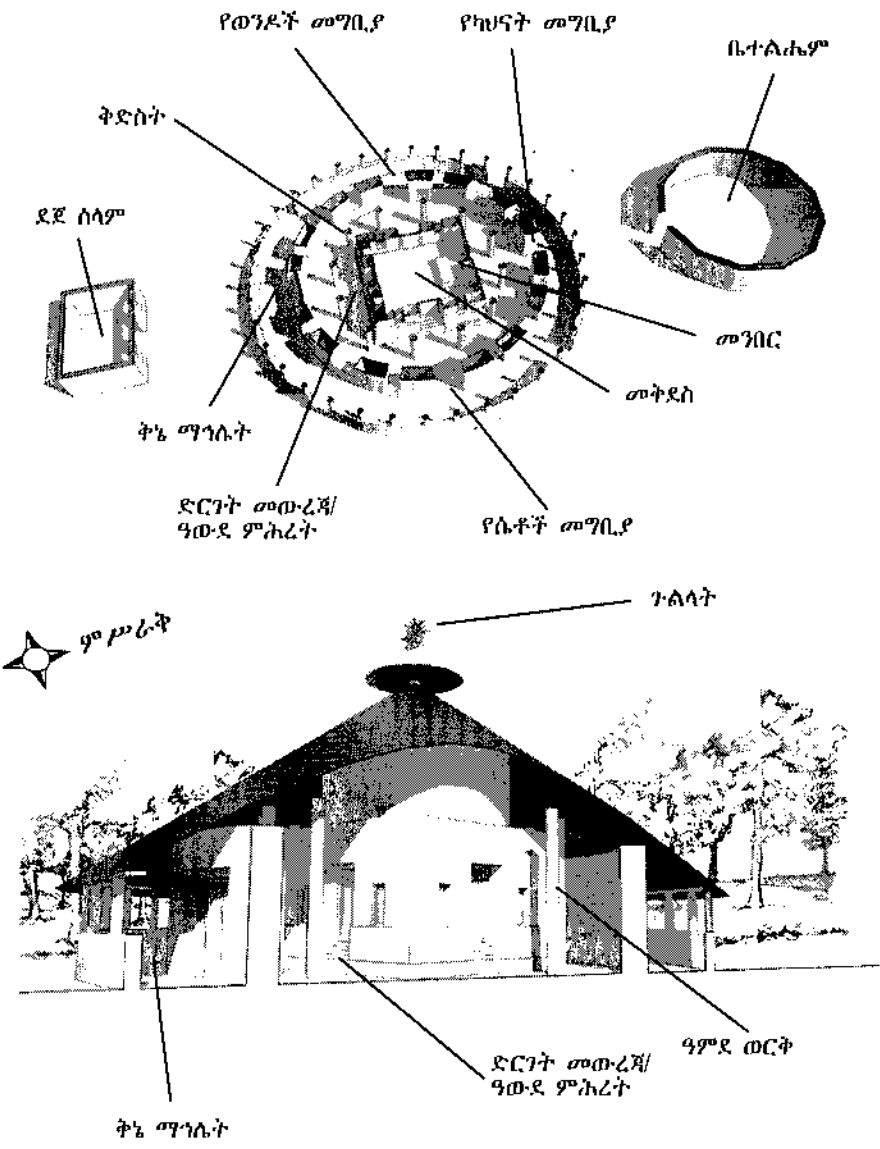 የወንዶች መግቢያ
የካህናት መግቢያ
ቤተልሔም
ቅድስት
ደጀ ሰላም
መንበር
መቅደስ
ቅኔ ማኅሌት
ድርገት መውረጃ/
ዓውደ ምሕረት
የሴቶች መግቢያ
ጉልላት
ምሥራቅ
ዓምደ ወርቅ
ድርገት መውረጃ/
ዓውደ ምሕረት
ቅኔ ማኅሌት